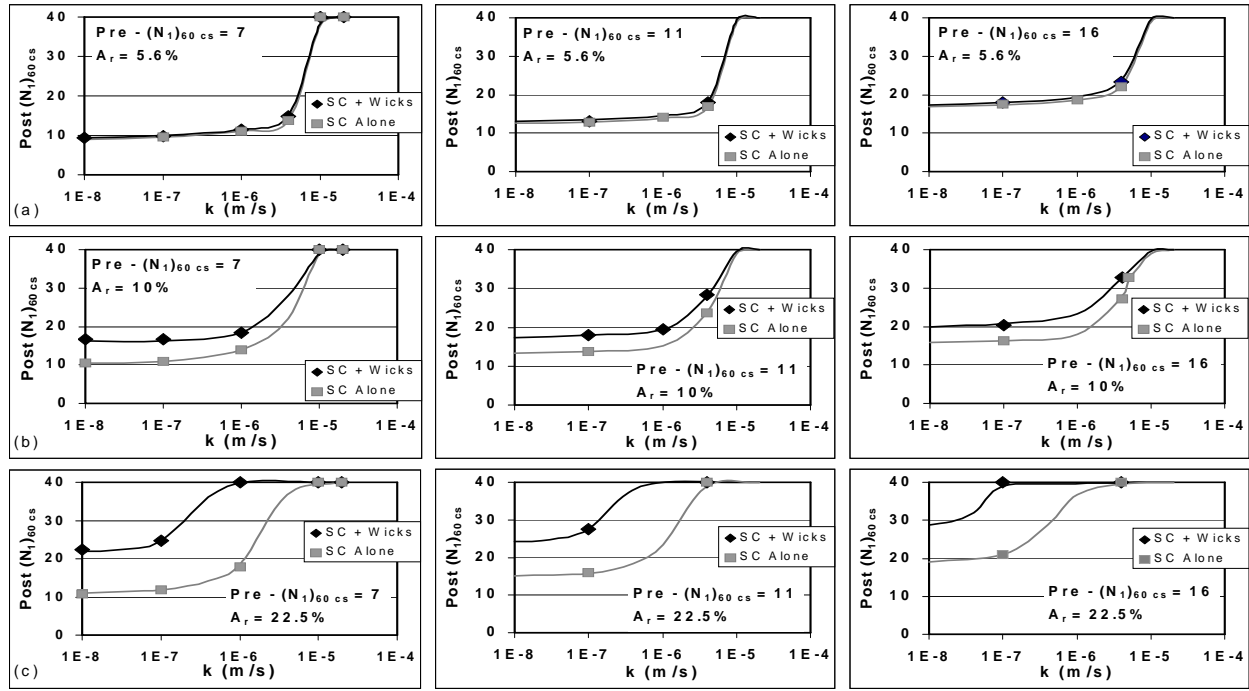 Post (N1)60 cs
40
30
20
10
0
Pre - (N1)60 cs = 7
Ar = 5.6%
SC + Wicks
SC Alone
1E-8 1E-7 1E-6 1E-5 1E-4
k (m/s)
(a)
Post (N1)60 cs
40
30
20
10
0
Pre - (N1)60 cs = 11
Ar = 5.6%
SC + Wicks
SC Alone
1E-8 1E-7 1E-6 1E-5 1E-4
k (m/s)
Post (N1)60 cs
40
30
20
10
0
Pre - (N1)60 cs = 16
Ar = 5.6%
SC + Wicks
SC Alone
1E-8 1E-7 1E-6 1E-5 1E-4
k (m/s)
Post (N1)60 cs
40
30
20
10
0
Pre - (N1)60 cs = 7
Ar = 10%
SC + Wicks
SC Alone
1E-8 1E-7 1E-6 1E-5 1E-4
k (m/s)
(b)
Post (N1)60 cs
40
30
20
10
0
SC + Wicks
SC Alone
Pre - (N1)60 cs = 11
Ar = 10%
1E-8 1E-7 1E-6 1E-5 1E-4
k (m/s)
Post (N1)60 cs
40
30
20
10
0
SC + Wicks
SC Alone
Pre - (N1)60 cs = 16
Ar = 10%
1E-8 1E-7 1E-6 1E-5 1E-4
k (m/s)
Post (N1)60 cs
40
30
20
10
0
SC + Wicks
SC Alone
Pre - (N1)60 cs = 7
Ar = 22.5%
1E-8 1E-7 1E-6 1E-5 1E-4
k (m/s)
(c)
Post (N1)60 cs
40
30
20
10
0
SC + Wicks
SC Alone
Pre - (N1)60 cs = 11
Ar = 22.5%
1E-8 1E-7 1E-6 1E-5 1E-4
k (m/s)
Post (N1)60 cs
40
30
20
10
0
SC + Wicks
SC Alone
Pre - (N1)60 cs = 16
Ar = 22.5%
1E-8 1E-7 1E-6 1E-5 1E-4
k (m/s)